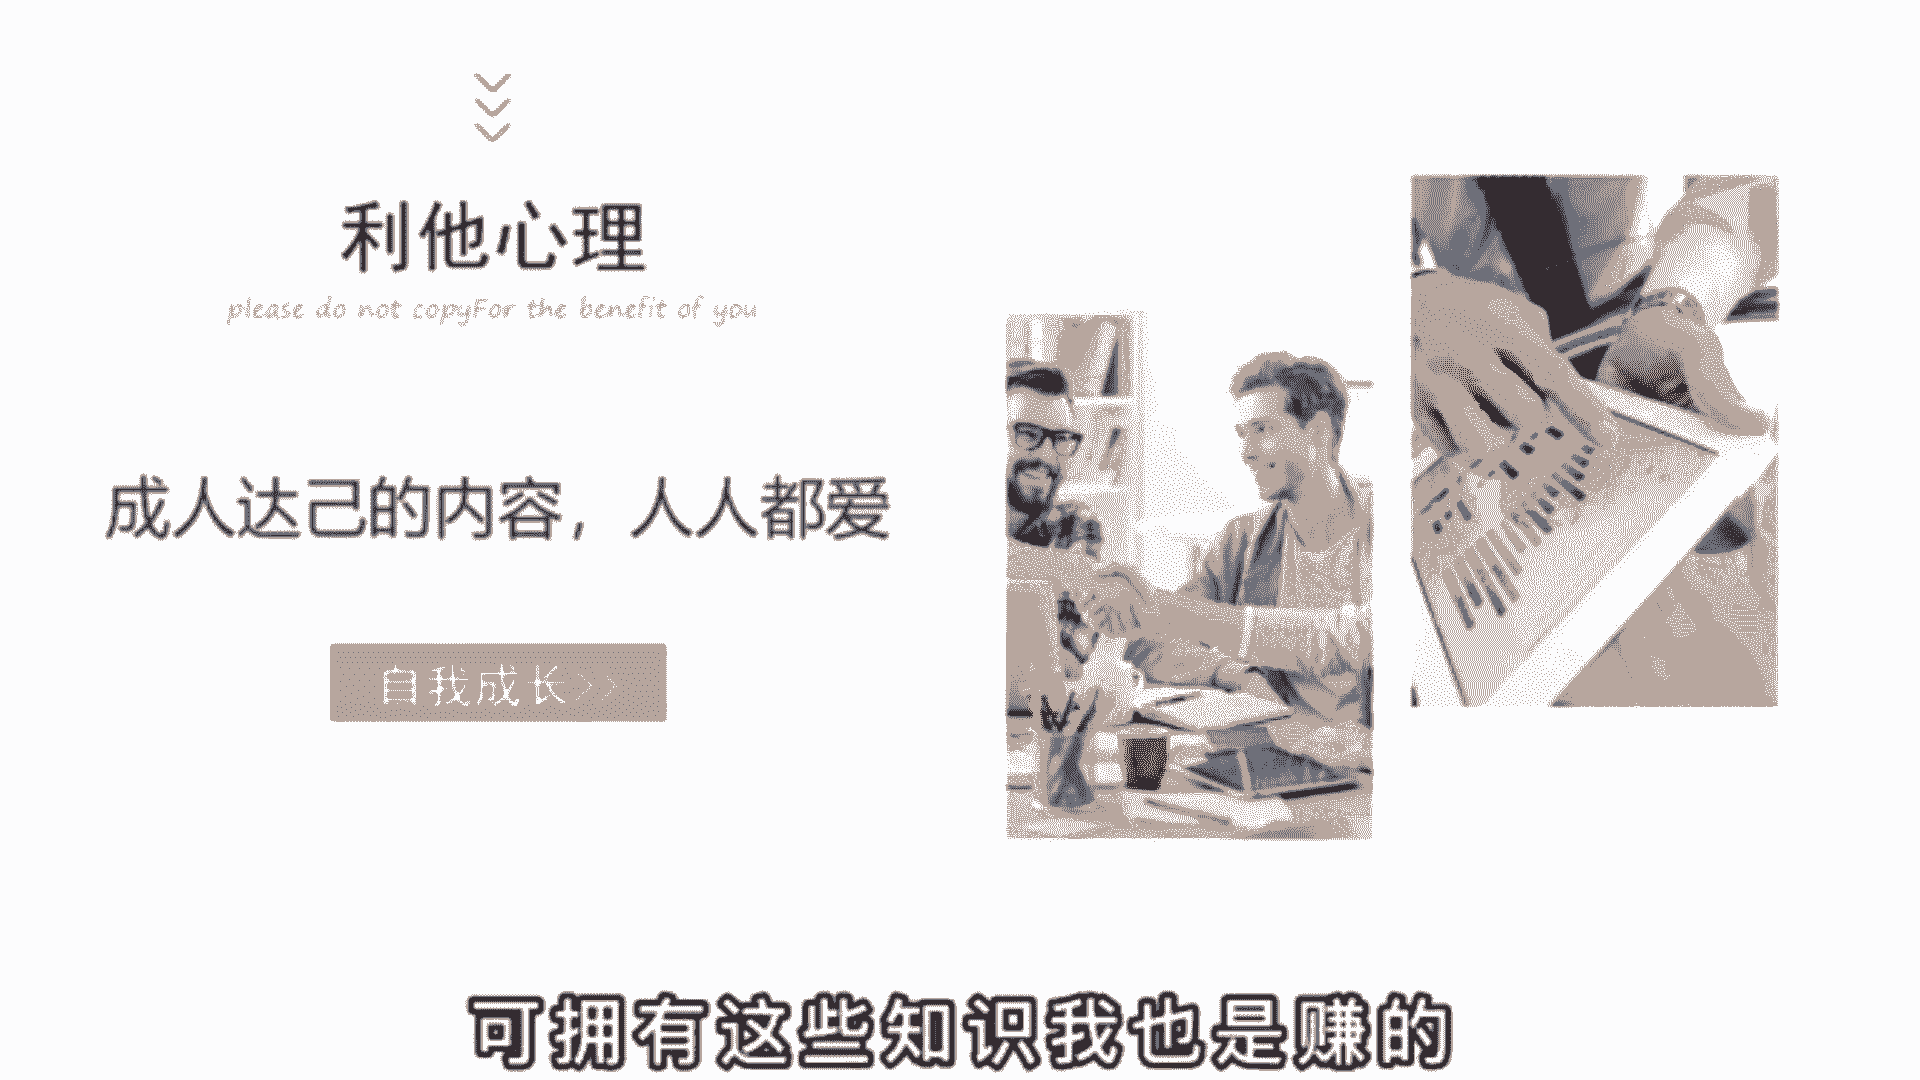 利他心理
please do not copyFor the benefit of you
成人达己的内容，人人都爱
自我成长>>
可拥有这些知识我也是赚的